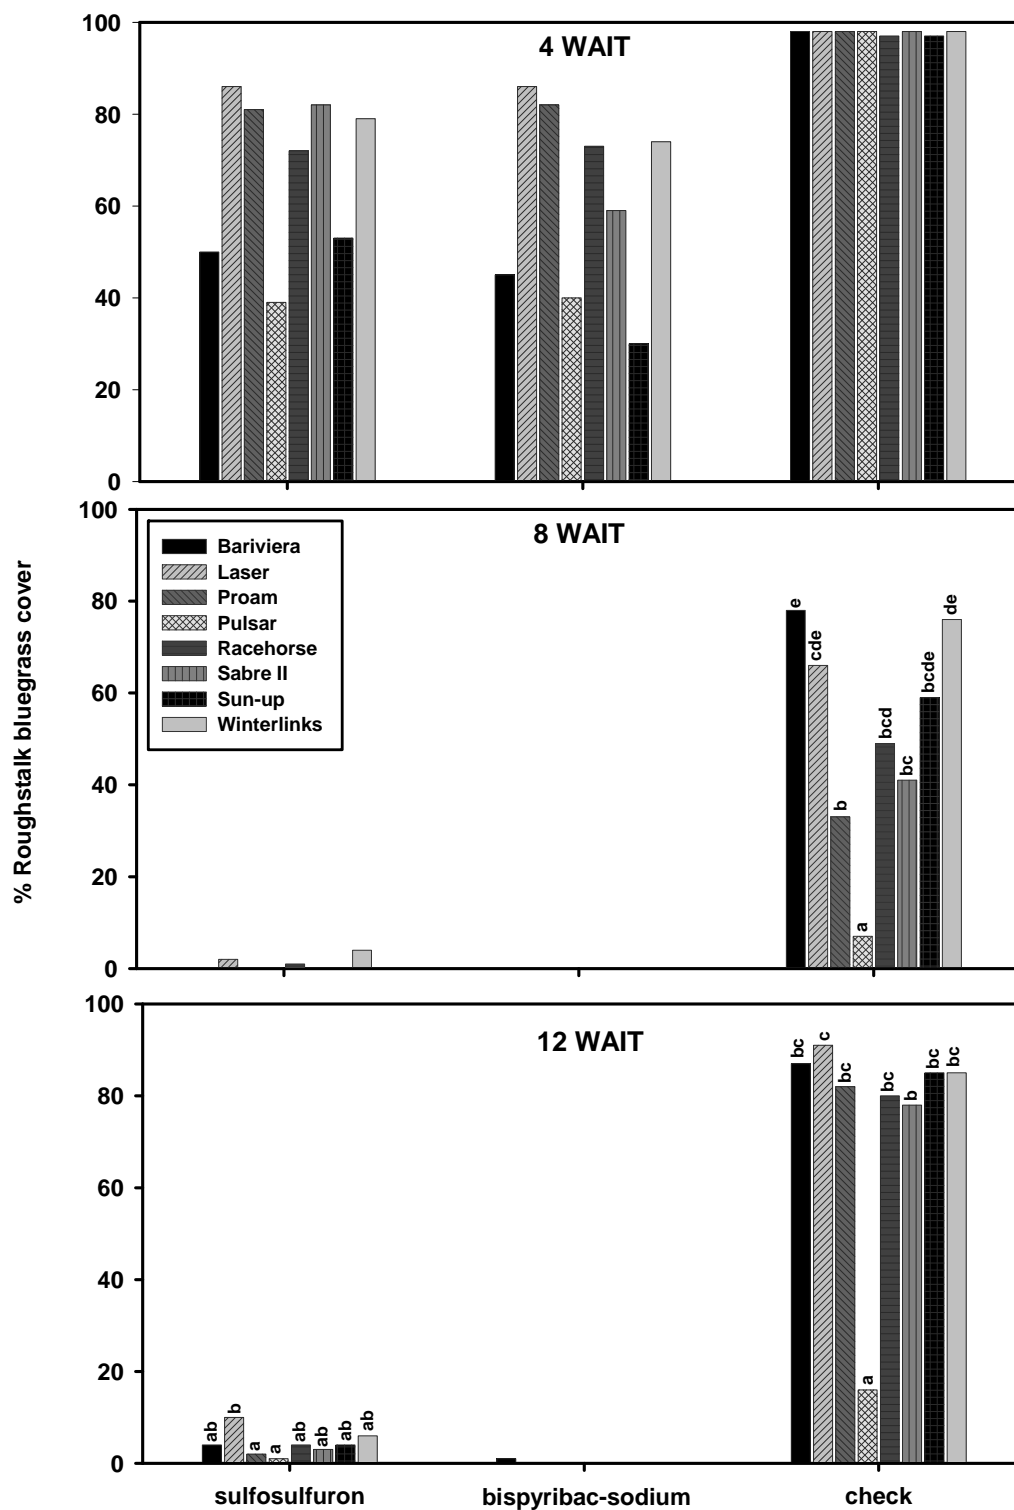 % Roughstalk bluegrass cover
4 WAIT
100
80
60
40
20
0
8 WAIT
100
80
60
40
20
0
Bariviera
Laser
Proam
Pulsar
Racehorse
Sabre II
Sun-up
Winterlinks
e
cde
b
a
bcd
bc
bcde
de
12 WAIT
100
80
60
40
20
0
ab
b
a
a
ab
ab
ab
ab
bc
c
bc
a
bc
b
bc
bc
sulfosulfuron
bispyribac-sodium
check